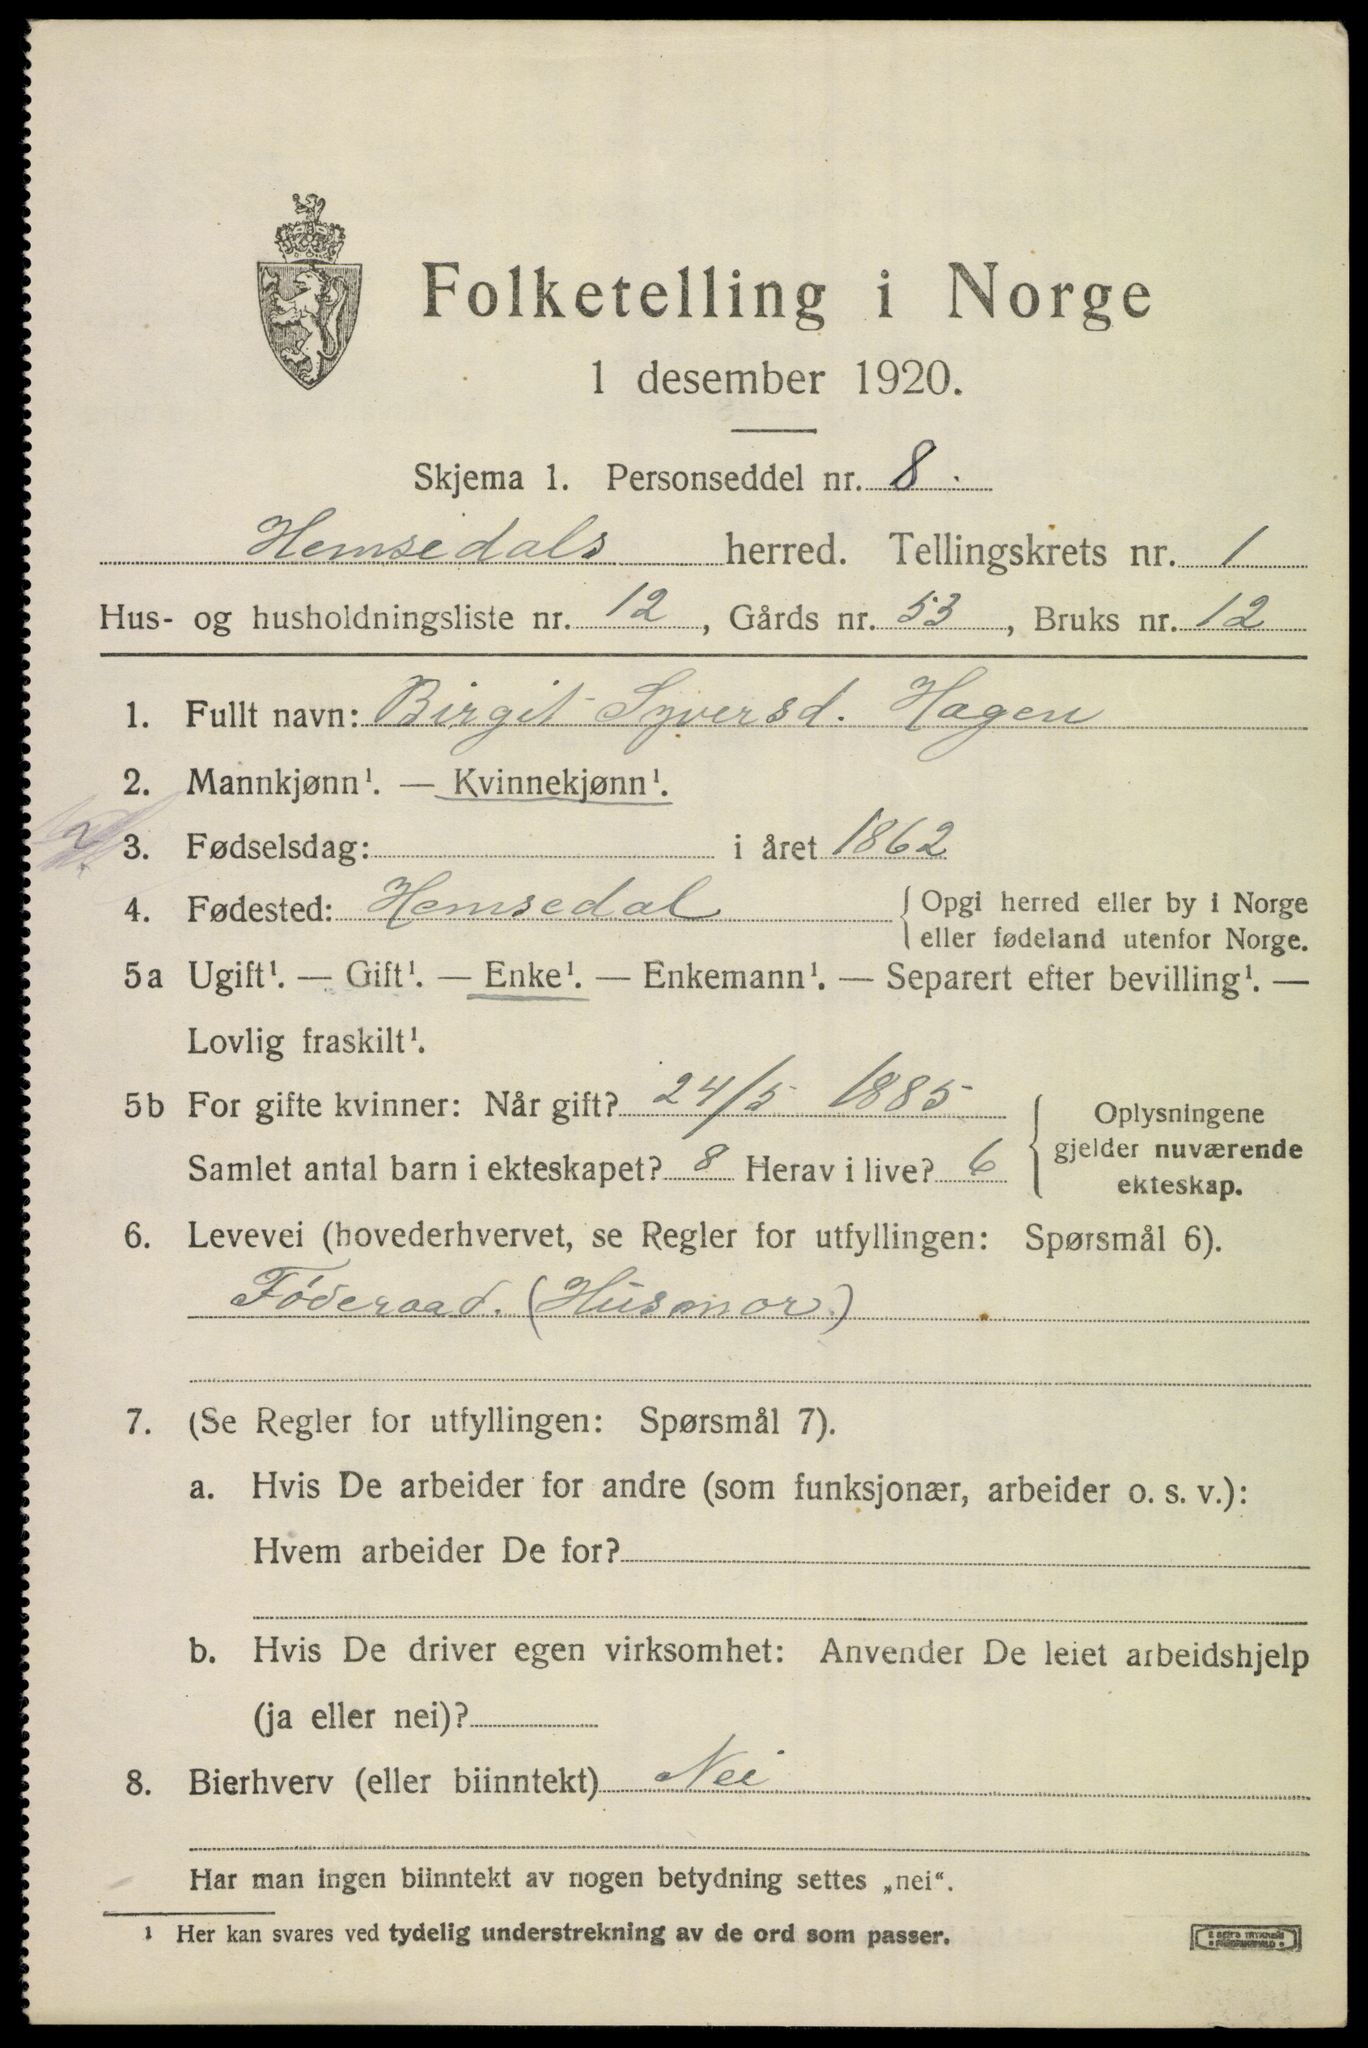 Folketelling i Norge
1 desember 1920.
Skjema 1. Personseddel nr. 8.
Hemsedals herred. Tellingskrets nr. 1
Hus- og husholdningsliste nr. 12, Gårds nr. 53, Bruks nr. 12
1. Fullt navn: Birgit Syversd. Hagen
2. Mannkjønn¹. — Kvinnekjønn¹.
3. Fødselsdag: i året 1862
4. Fødested: Hemsedal { Opgi herred eller by i Norge
eller fødeland utenfor Norge.
5a Ugift¹. — Gift¹. — Enke¹. — Enkemann¹. — Separert efter bevilling¹. —
Lovlig fraskilt¹.
5b For gifte kvinner: Når gift? 24/5 1885
Samlet antal barn i ekteskapet? 8 Herav i live? 6
Oplysningene
gjelder nuværende
ekteskap.
6. Levevei (hovederhvervet, se Regler for utfyllingen: Spørsmål 6).
Föderaad. (Husmor.)
7. (Se Regler for utfyllingen: Spørsmål 7).
a. Hvis De arbeider for andre (som funksjonær, arbeider o. s. v.):
Hvem arbeider De for?
b. Hvis De driver egen virksomhet: Anvender De leiet arbeidshjelp
(ja eller nei)?
8. Bierhverv (eller biinntekt) Nei
Har man ingen biinntekt av nogen betydning settes „nei“.
¹ Her kan svares ved tydelig understrekning av de ord som passer.